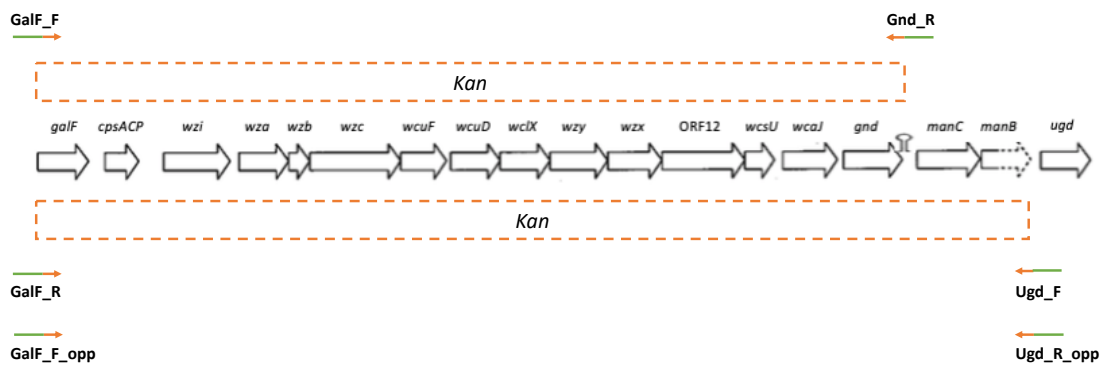 GalF_F Gnd_R
Kan
galF cpsACP wzi wza wzb wzc wcuF wcuD wclX wzy wzx ORF12 wcsU wcaJ gnd manC manB ugd
Kan
GalF_R Ugd_F
GalF_F_opp Ugd_R_opp